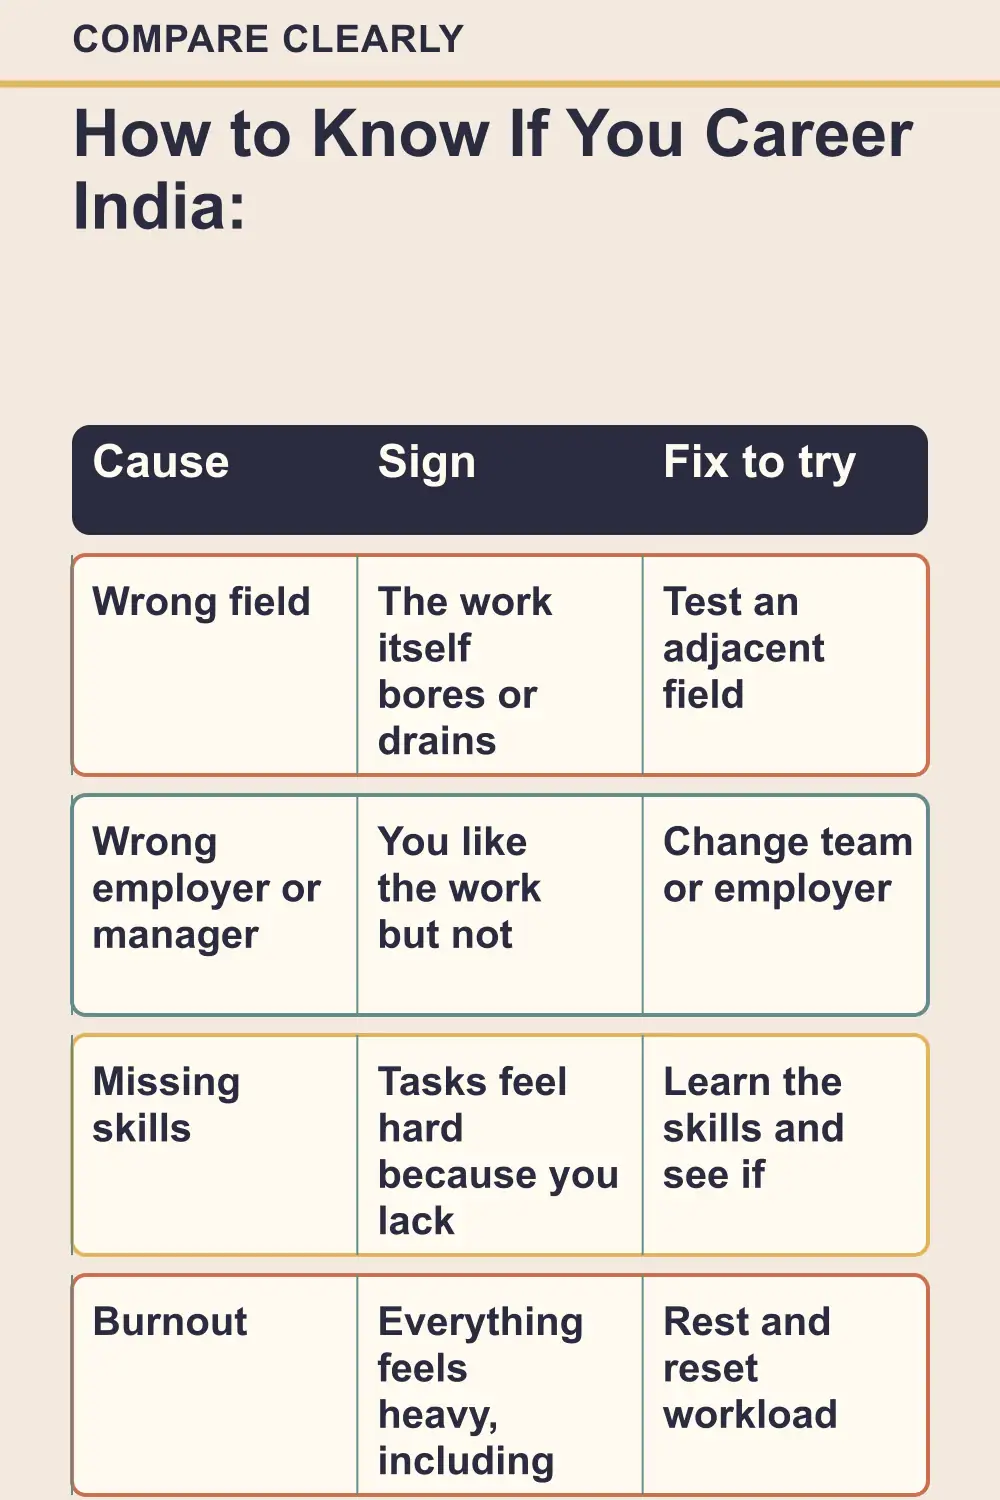 COMPARE CLEARLY
How to Know If You Career
India:
Cause
Sign
Fix to try
Wrong field
The work
itself
bores or
drains
Test an
adjacent
field
Wrong
employer or
manager
You like
the work
but not
Change team
or employer
Missing
skills
Tasks feel
hard
because you
lack
Learn the
skills and
see if
Burnout
Everything
feels
heavy,
including
Rest and
reset
workload